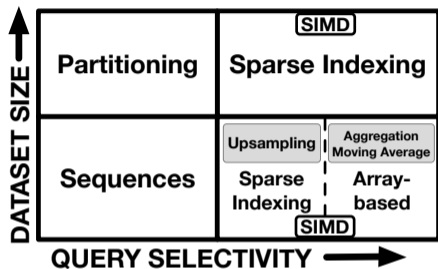 SIMD
Partitioning
Sparse Indexing
DATASET SIZE
Upsampling
Aggregation
Moving Average
Sequences
Sparse
Indexing
Array-
based
SIMD
QUERY SELECTIVITY